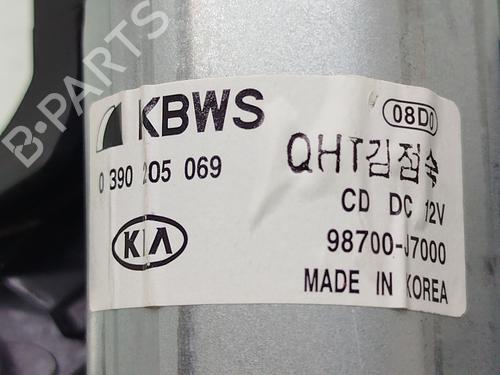 B-PARTS
KBWS
08D0
0 390 205 069
QHT김점숙
CD DC 12V
KIA
98700-J7000
MADE IN KOREA